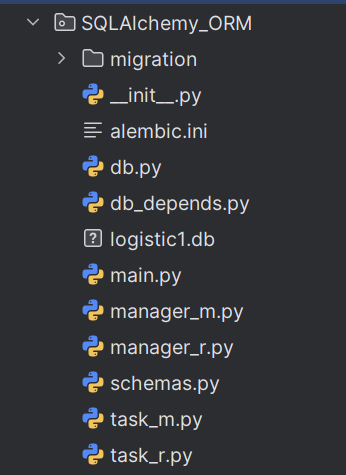 SQLAlchemy_ORM
migration
__init__.py
alembic.ini
db.py
db_depends.py
logistic1.db
main.py
manager_m.py
manager_r.py
schemas.py
task_m.py
task_r.py